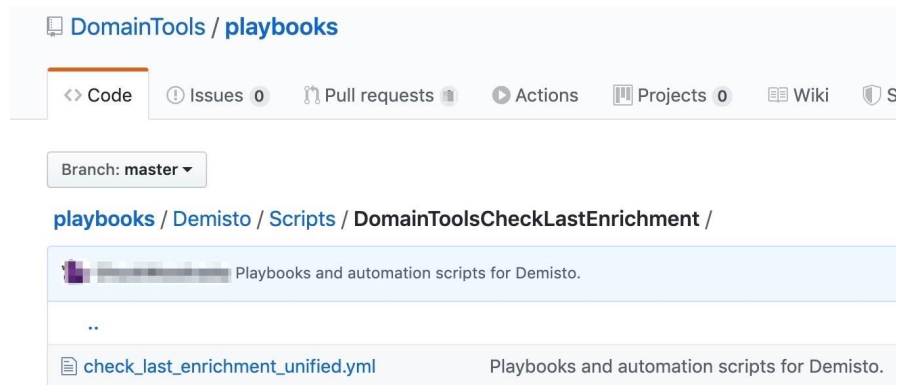 DomainTools / playbooks
Code Issues 0 Pull requests Actions Projects 0 Wiki S
Branch: master
playbooks / Demisto / Scripts / DomainToolsCheckLastEnrichment /
Playbooks and automation scripts for Demisto.
..
check_last_enrichment_unified.yml Playbooks and automation scripts for Demisto.